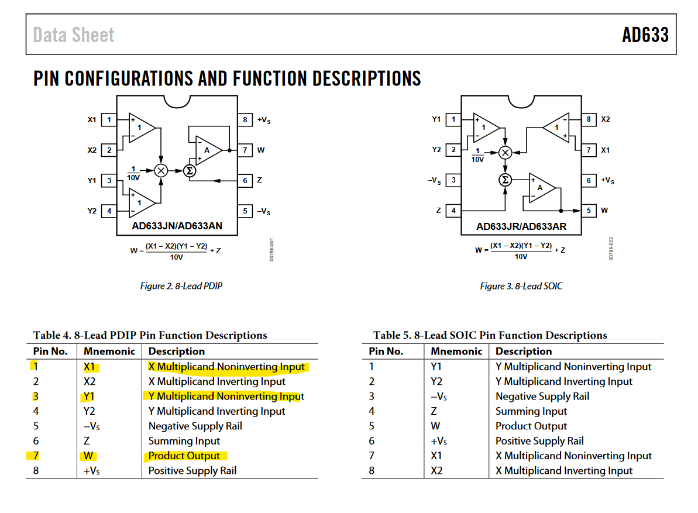 Data Sheet
AD633
PIN CONFIGURATIONS AND FUNCTION DESCRIPTIONS
X1 1
X2 2
Y1 3
Y2 4
8 +VS
7 W
6 Z
5 –VS
1
1
A
1
10V
+
–
+
–
–
+
×
Σ
AD633JN/AD633AN
W = (X1 – X2)(Y1 – Y2) + Z
10V
00786-001
Figure 2. 8-Lead PDIP
Y1 1
Y2 2
–VS 3
Z 4
8 X2
7 X1
6 +VS
5 W
1
1
A
1
10V
+
–
–
+
+
–
×
Σ
AD633JR/AD633AR
W = (X1 – X2)(Y1 – Y2) + Z
10V
00786-002
Figure 3. 8-Lead SOIC
Table 4. 8-Lead PDIP Pin Function Descriptions
Pin No. Mnemonic Description
1 X1 X Multiplicand Noninverting Input
2 X2 X Multiplicand Inverting Input
3 Y1 Y Multiplicand Noninverting Input
4 Y2 Y Multiplicand Inverting Input
5 −VS Negative Supply Rail
6 Z Summing Input
7 W Product Output
8 +VS Positive Supply Rail
Table 5. 8-Lead SOIC Pin Function Descriptions
Pin No. Mnemonic Description
1 Y1 Y Multiplicand Noninverting Input
2 Y2 Y Multiplicand Inverting Input
3 −VS Negative Supply Rail
4 Z Summing Input
5 W Product Output
6 +VS Positive Supply Rail
7 X1 X Multiplicand Noninverting Input
8 X2 X Multiplicand Inverting Input